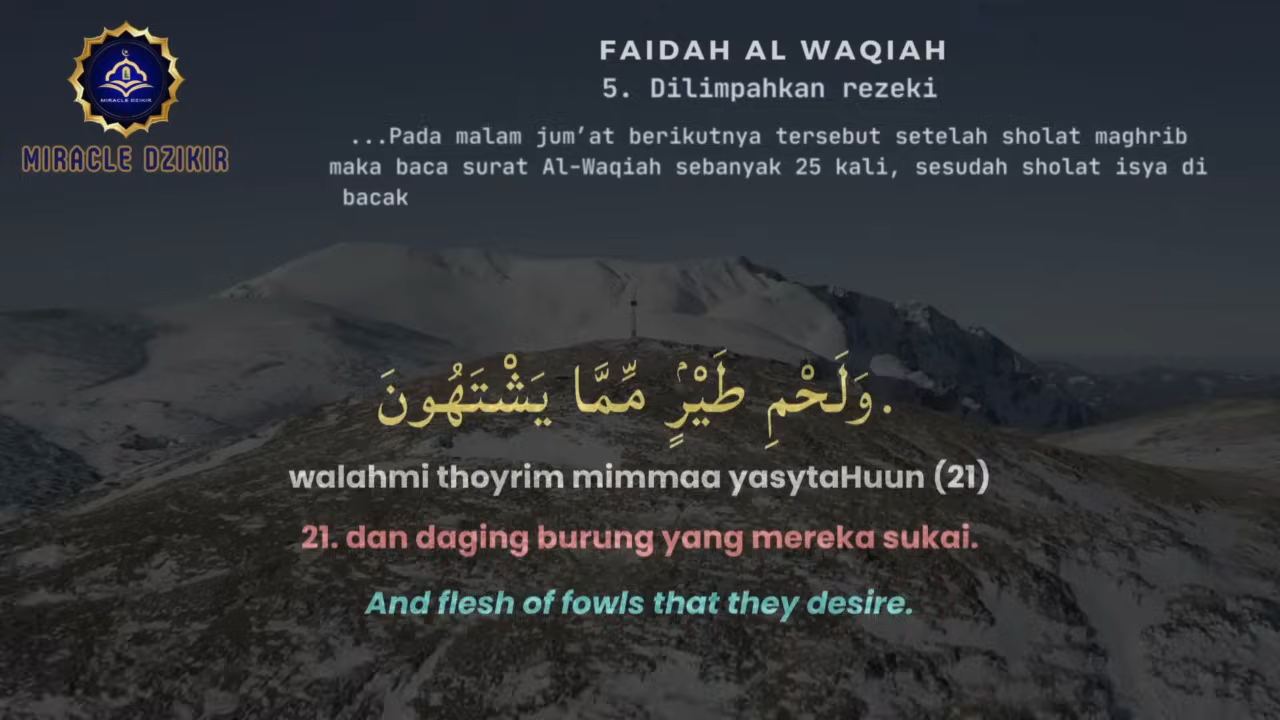 MIRACLE DZIKIR
MIRACLE DZIKIR
FAIDAH AL WAQIAH
5. Dilimpahkan rezeki
...Pada malam jum’at berikutnya tersebut setelah sholat maghrib
maka baca surat Al-Waqiah sebanyak 25 kali, sesudah sholat isya di
bacak
وَلَحْمِ طَيْرٍۢ مِّمَّا يَشْتَهُونَ.
walahmi thoyrim mimmaa yasytaHuun (21)
21. dan daging burung yang mereka sukai.
And flesh of fowls that they desire.